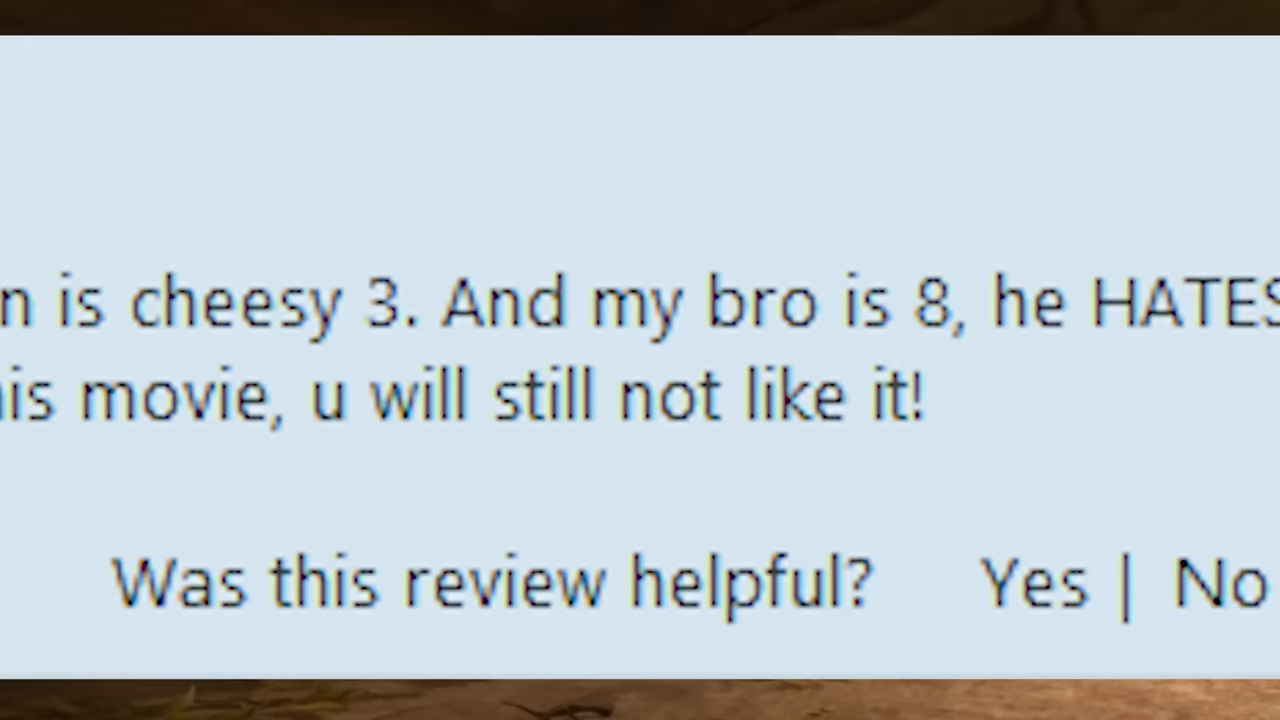 n is cheesy 3. And my bro is 8, he HATES
is movie, u will still not like it!
Was this review helpful? Yes | No